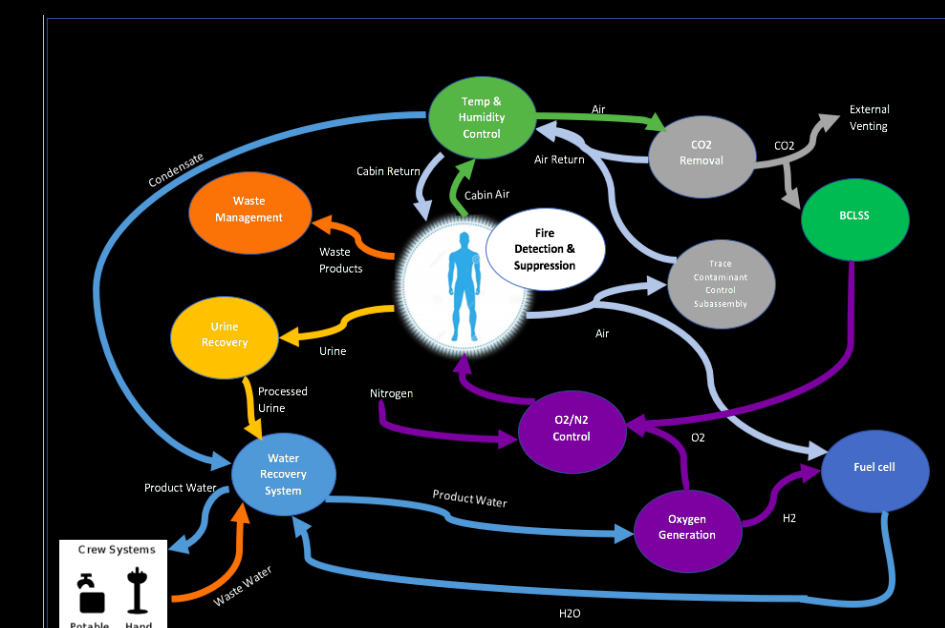 Temp &
Humidity
Control
Air
External
Venting
CO2
Removal
CO2
Air Return
Condensate
Cabin Return
Cabin Air
Waste
Management
BCLSS
Fire
Detection &
Suppression
Waste
Products
Trace
Contaminant
Control
Subassembly
Urine
Recovery
Urine
Air
Processed
Urine
Nitrogen
O2/N2
Control
O2
Water
Recovery
System
Fuel cell
Product Water
Product Water
H2
Oxygen
Generation
Crew Systems
Waste Water
H2O
Potable
Hand